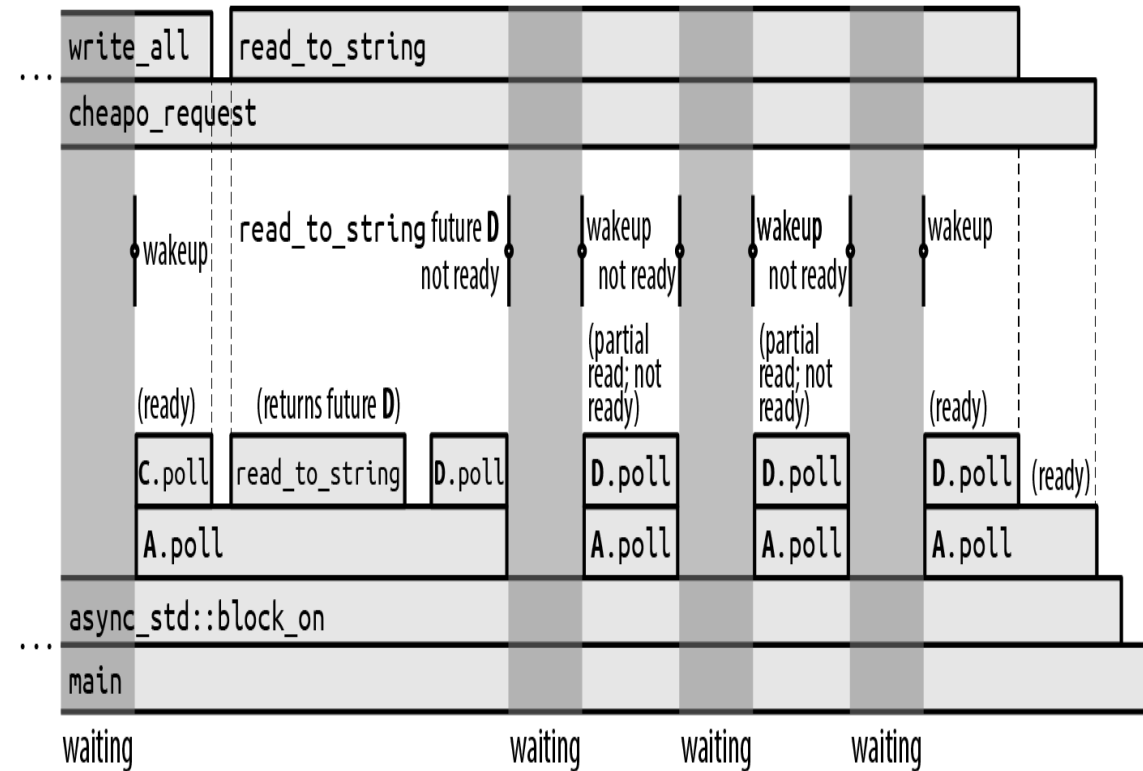 write_all read_to_string
...
cheapo_request
read_to_string future D wakeup wakeup wakeup
wakeup not ready not ready not ready
(partial (partial
read; not read; not
(ready) (returns future D) ready) ready) (ready)
C.poll read_to_string D.poll D.poll D.poll D.poll (ready)
A.poll A.poll A.poll A.poll
async_std::block_on
...
main
waiting waiting waiting waiting